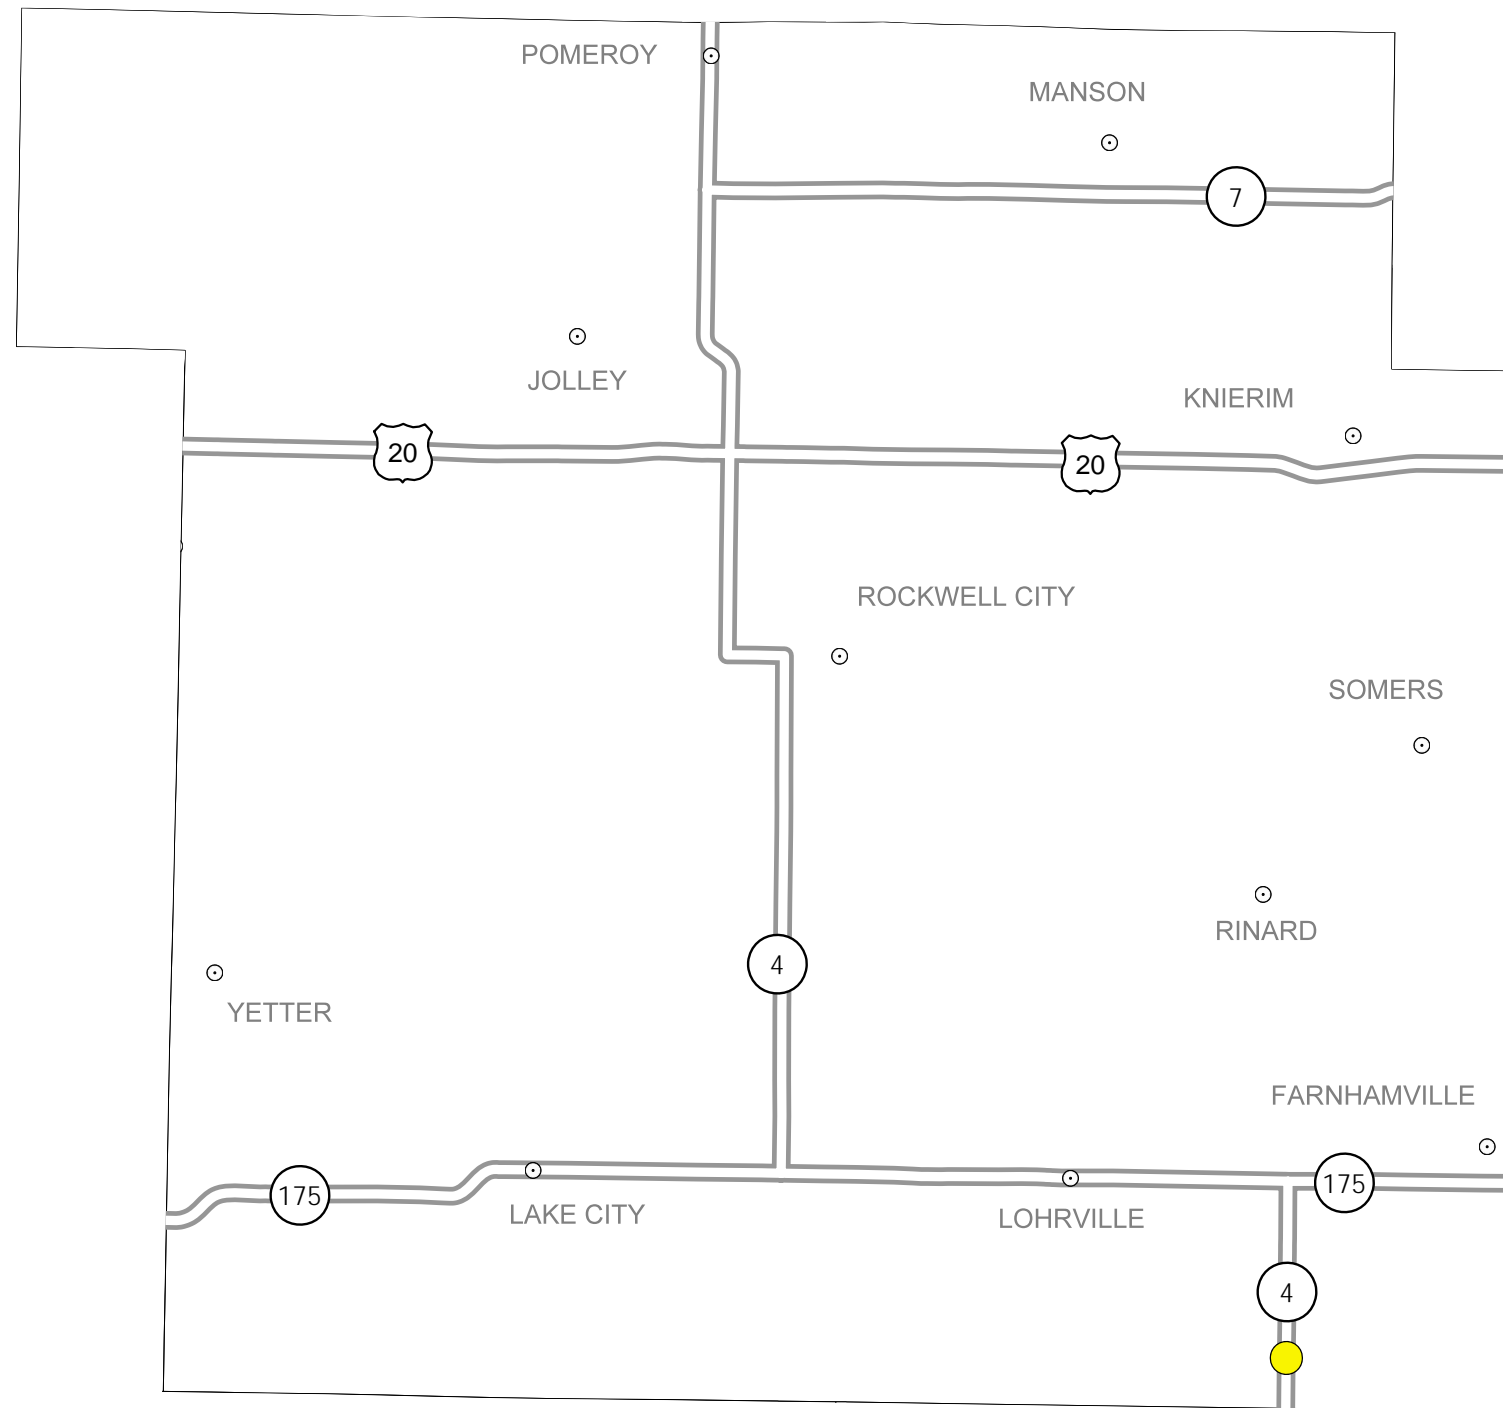 POMEROY
MANSON
7
JOLLEY
KNIERIM
20
20
ROCKWELL CITY
SOMERS
RINARD
4
YETTER
FARNHAMVILLE
175
175
LAKE CITY
LOHRVILLE
4